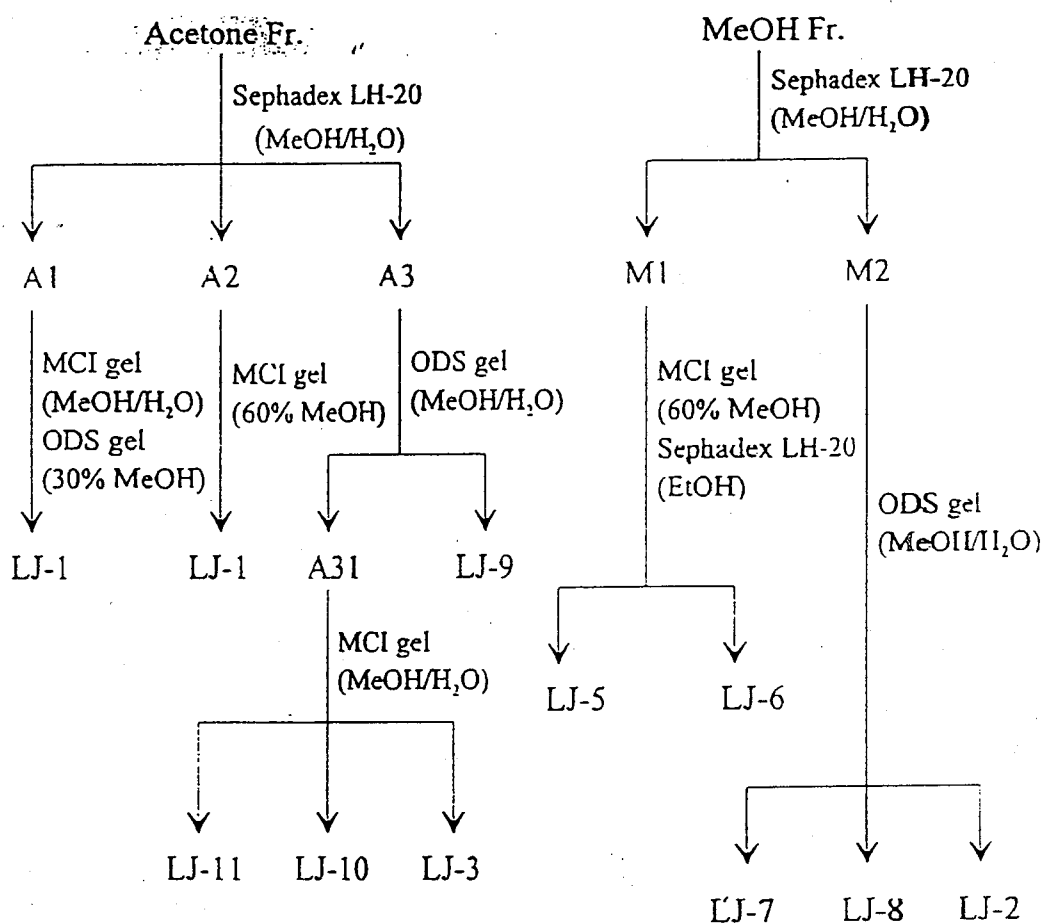 Acetone Fr.
Sephadex LH-20
(MeOH/H₂O)
A1
A2
A3
MCI gel
(MeOH/H₂O)
ODS gel
(30% MeOH)
MCI gel
(60% MeOH)
ODS gel
(MeOH/H₂O)
LJ-1
LJ-1
A31
LJ-9
MCI gel
(MeOH/H₂O)
LJ-11
LJ-10
LJ-3
MeOH Fr.
Sephadex LH-20
(MeOH/H₂O)
M1
M2
MCI gel
(60% MeOH)
Sephadex LH-20
(EtOH)
ODS gel
(MeOH/H₂O)
LJ-5
LJ-6
LJ-7
LJ-8
LJ-2